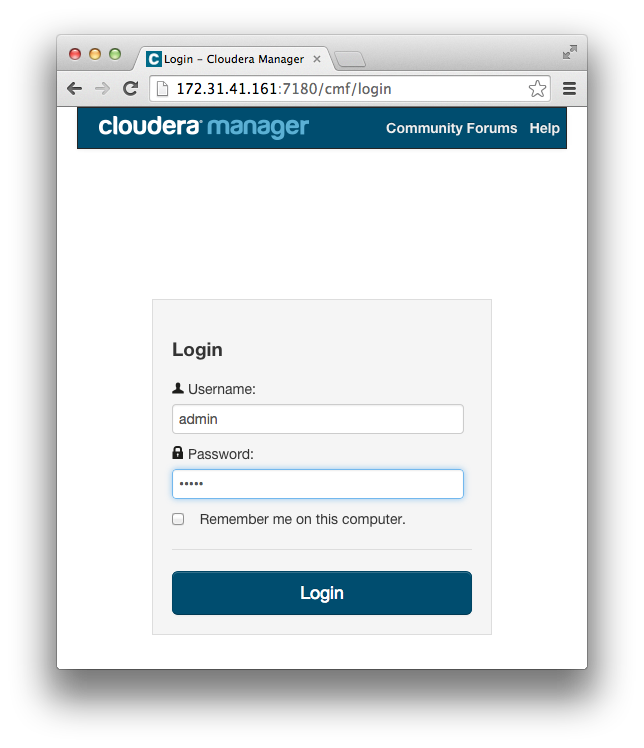 Login – Cloudera Manager
172.31.41.161:7180/cmf/login
cloudera manager
Community Forums Help
Login
Username:
admin
Password:
•••••
Remember me on this computer.
Login